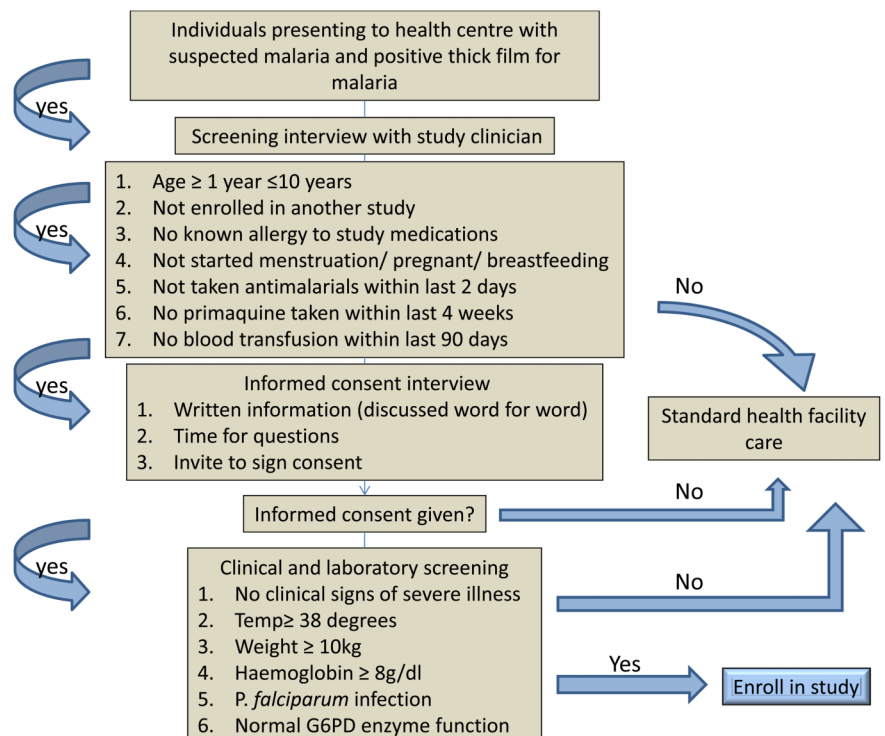 Individuals presenting to health centre with
suspected malaria and positive thick film for
malaria
yes
Screening interview with study clinician
1. Age ≥ 1 year ≤10 years
2. Not enrolled in another study
3. No known allergy to study medications
4. Not started menstruation/ pregnant/ breastfeeding
5. Not taken antimalarials within last 2 days
6. No primaquine taken within last 4 weeks
7. No blood transfusion within last 90 days
yes
No
Informed consent interview
1. Written information (discussed word for word)
2. Time for questions
3. Invite to sign consent
yes
Standard health facility
care
Informed consent given?
No
Clinical and laboratory screening
1. No clinical signs of severe illness
2. Temp≥ 38 degrees
3. Weight ≥ 10kg
4. Haemoglobin ≥ 8g/dl
5. P. falciparum infection
6. Normal G6PD enzyme function
yes
No
Yes
Enroll in study